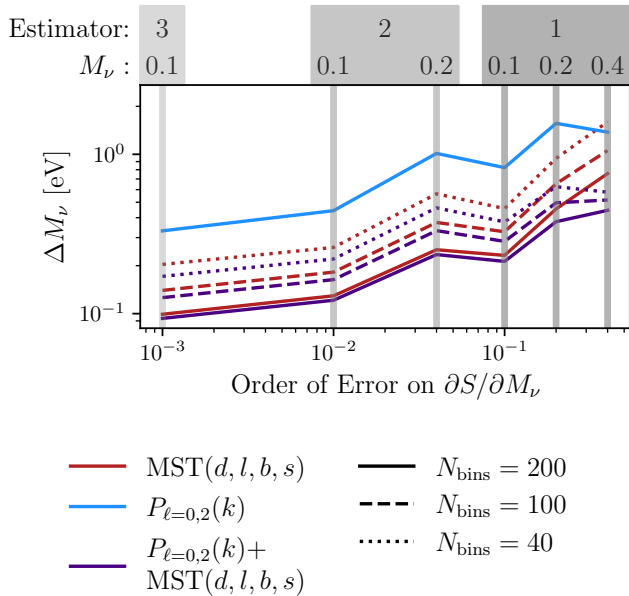 Estimator: 3 2 1
M_ν : 0.1 0.1 0.2 0.1 0.2 0.4
ΔM_ν [eV]
10^0
10^{-1}
10^{-3} 10^{-2} 10^{-1}
Order of Error on ∂S/∂M_ν
MST(d, l, b, s)
P_{ℓ=0,2}(k)
P_{ℓ=0,2}(k)+
MST(d, l, b, s)
N_bins = 200
N_bins = 100
N_bins = 40